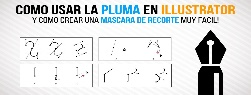 COMO USAR LA PLUMA EN ILLUSTRATOR
Y COMO CREAR UNA MASCARA DE RECORTE MUY FACIL!